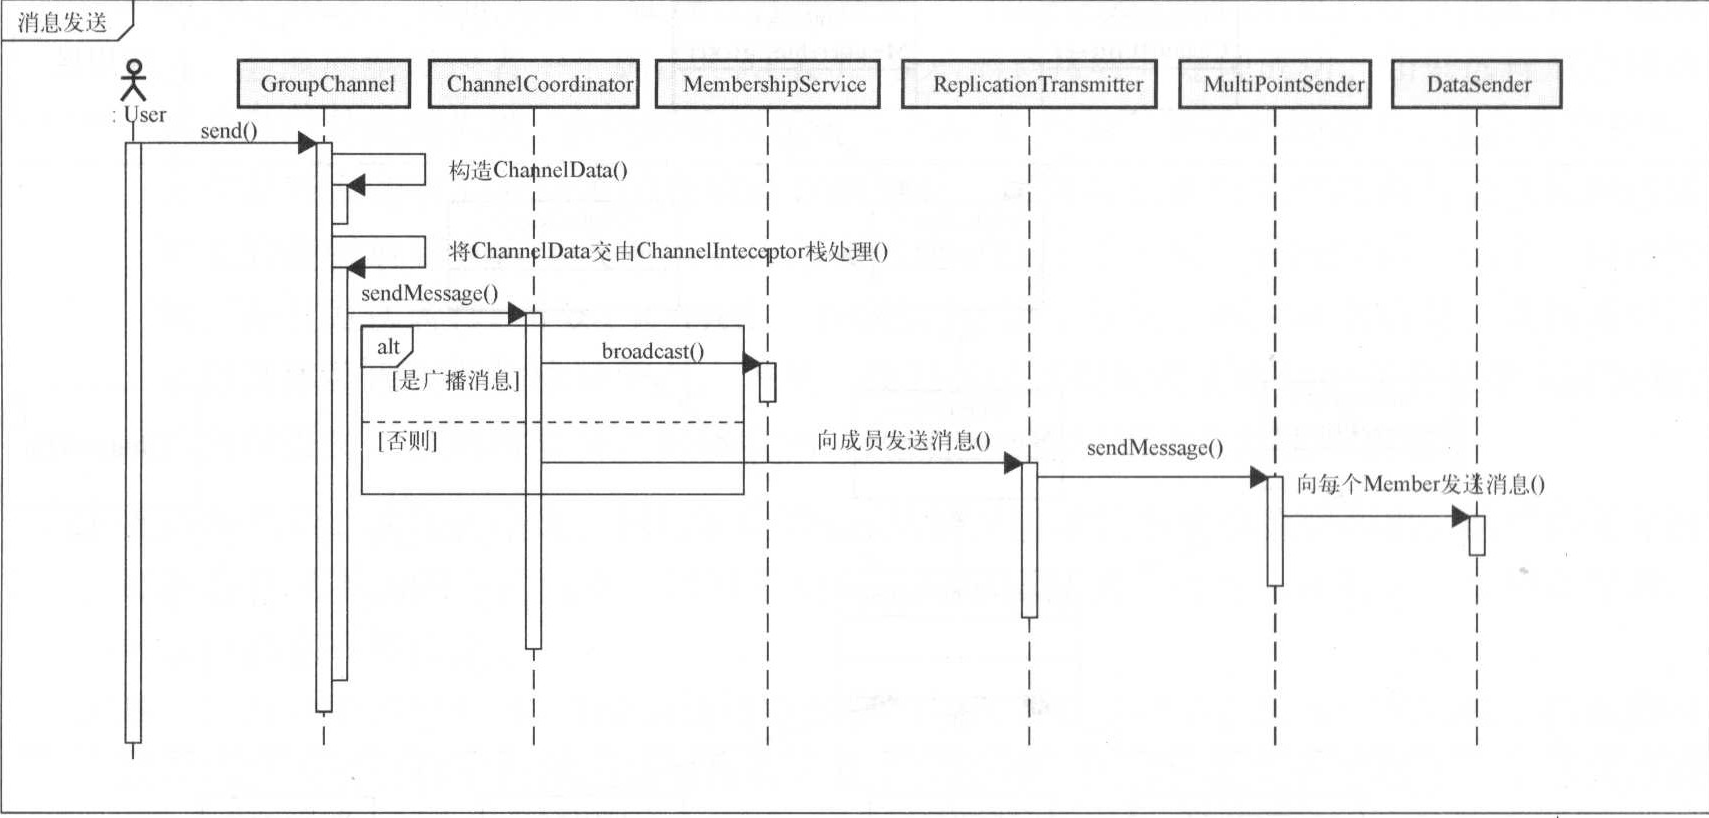 消息发送
: User
GroupChannel
ChannelCoordinator
MembershipService
ReplicationTransmitter
MultiPointSender
DataSender
send()
构造ChannelData()
将ChannelData交由ChannelInteceptor栈处理()
sendMessage()
alt
broadcast()
[是广播消息]
[否则]
向成员发送消息()
sendMessage()
向每个Member发送消息()